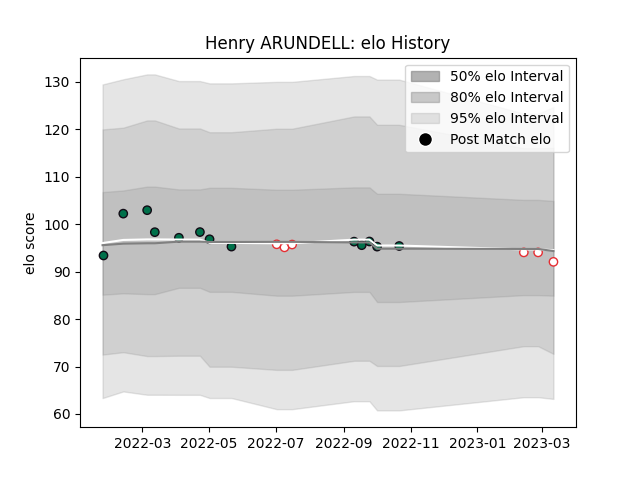 Henry ARUNDELL: elo History
50% elo Interval
80% elo Interval
95% elo Interval
Post Match elo
elo score
130
120
110
100
90
80
70
60
2022-03
2022-05
2022-07
2022-09
2022-11
2023-01
2023-03